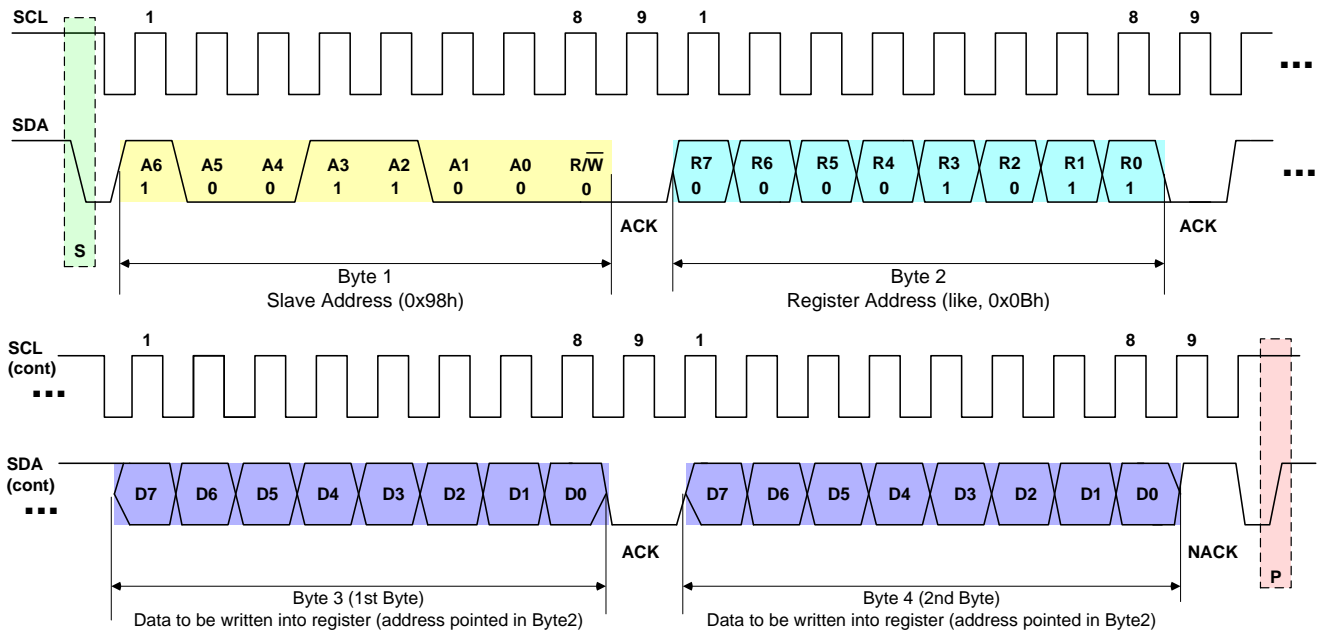 SCL 1 8 9 1 8 9
...
SDA
A6 A5 A4 A3 A2 A1 A0 R/W R7 R6 R5 R4 R3 R2 R1 R0
...
1 0 0 1 1 0 0 0 0 0 0 0 1 0 1 1
S ACK ACK
Byte 1 Byte 2
Slave Address (0x98h) Register Address (like, 0x0Bh)
1 8 9 1 8 9
SCL
(cont)
...
SDA
(cont)
...
D7 D6 D5 D4 D3 D2 D1 D0 D7 D6 D5 D4 D3 D2 D1 D0
ACK NACK
P
Byte 3 (1st Byte) Byte 4 (2nd Byte)
Data to be written into register (address pointed in Byte2) Data to be written into register (address pointed in Byte2)